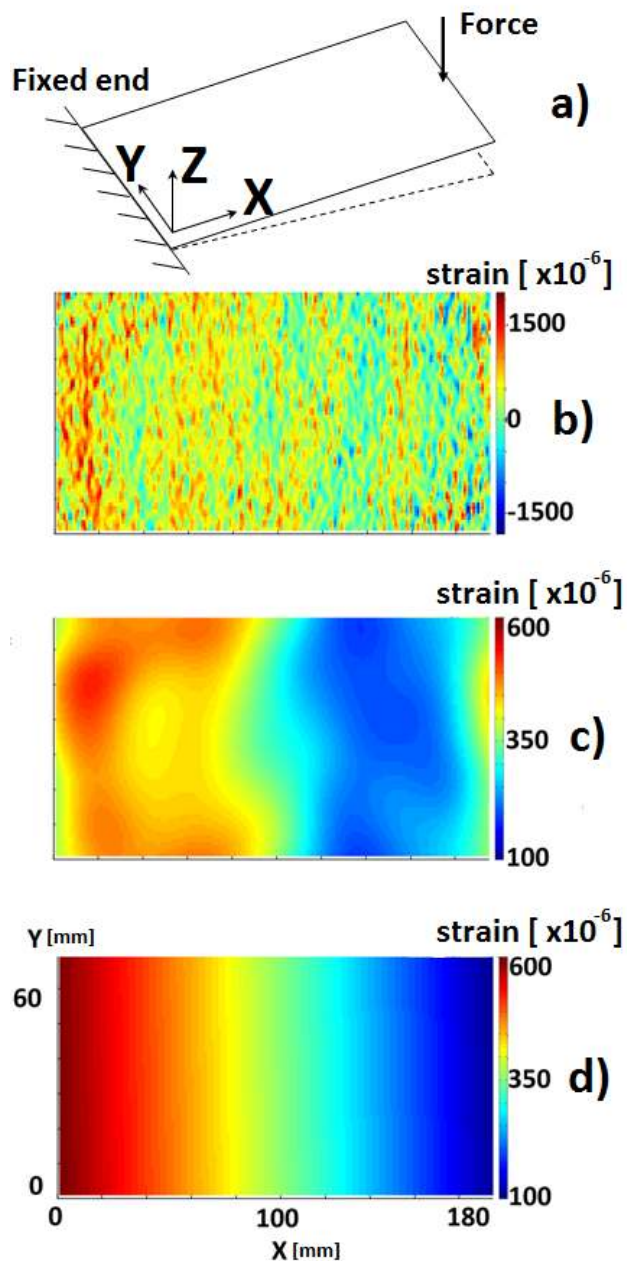 Force
Fixed end
a)
Y
Z
X
strain [ x10⁻⁶]
1500
0
b)
-1500
strain [ x10⁻⁶]
600
350
c)
100
Y [mm]
strain [ x10⁻⁶]
600
60
350
d)
0
100
0
100
180
X [mm]